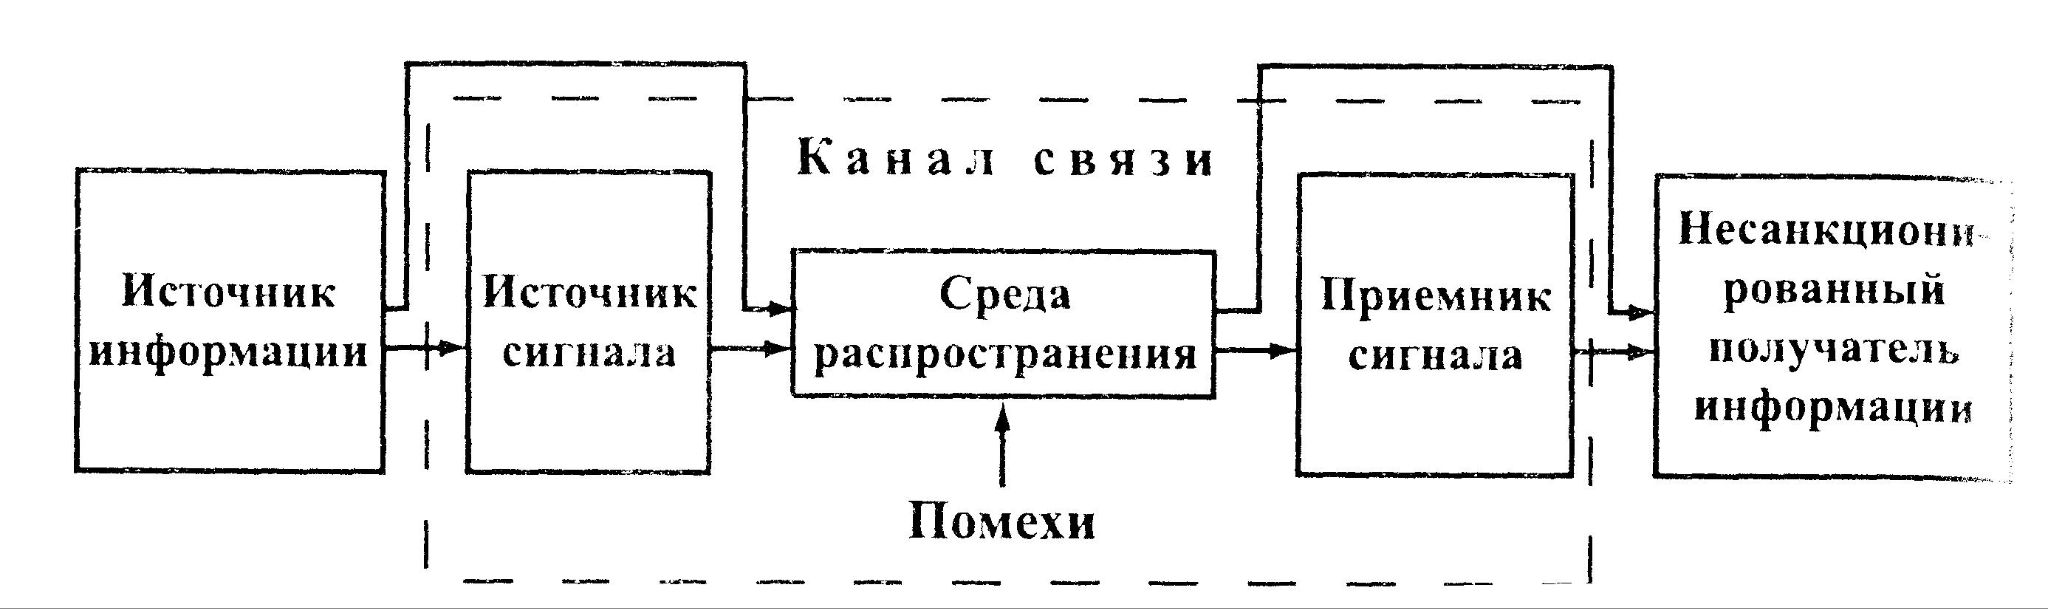 Канал связи
Источник
информации
Источник
сигнала
Среда
распространения
Приемник
сигнала
Несанкциони-
рованный
получатель
информации
Помехи